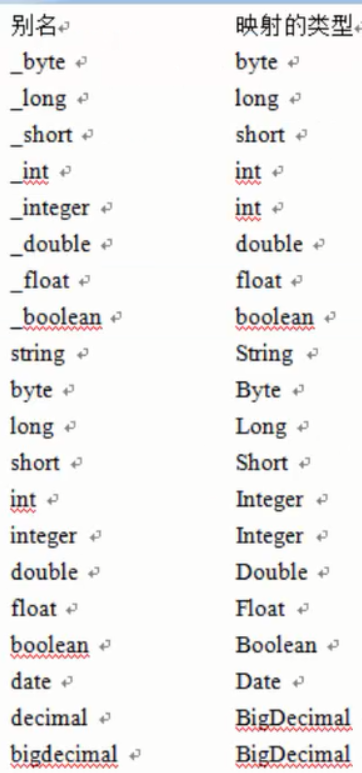 别名 映射的类型
_byte byte
_long long
_short short
_int int
_integer int
_double double
_float float
_boolean boolean
string String
byte Byte
long Long
short Short
int Integer
integer Integer
double Double
float Float
boolean Boolean
date Date
decimal BigDecimal
bigdecimal BigDecimal